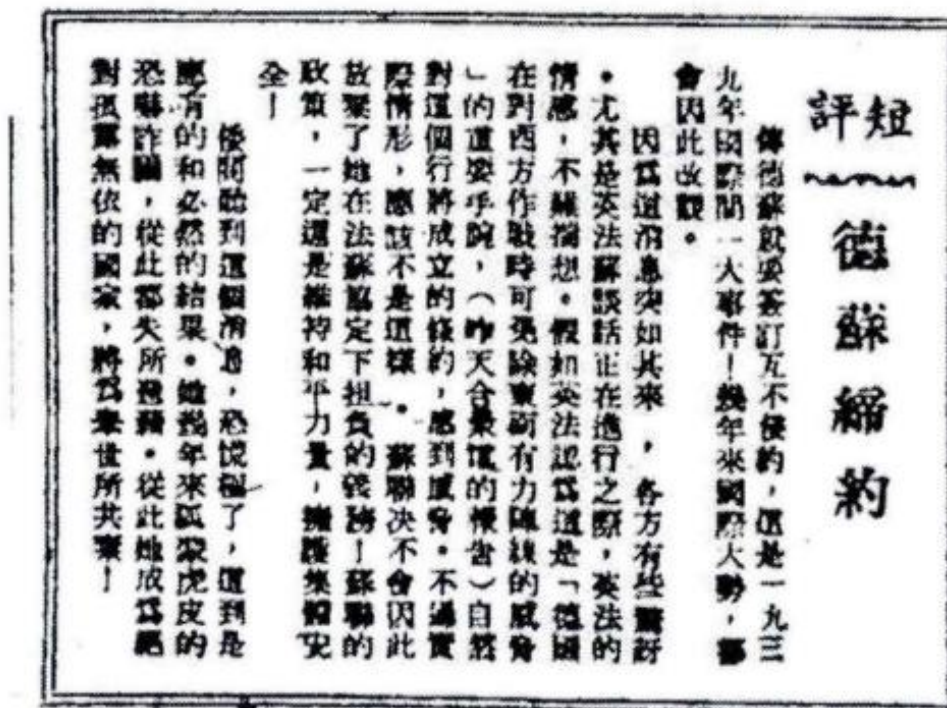 短評
德蘇締約
傳德蘇就要簽訂互不侵約，這是一九三
九年國際間一大事件！幾年來國際大勢，都
會因此改觀。
因爲這消息突如其來，各方有些驚訝
。尤其是英法蘇談話正在進行之際，英法的
情感，不難揣想。假如英法認爲這是「德國
在對西方作戰時可免除東面有力陣線的威脅
」的重要手腕，（昨天合衆電的報告）自然
對這個行將成立的條約，感到威脅。不過實
際情形，應該不是這樣。蘇聯決不會因此
放棄了她在法蘇協定下担負的義務！蘇聯的
政策，一定還是維持和平力量，擁護集體安
全！
倭閥聽到這個消息，恐慌極了，這到是
應有的和必然的結果。她幾年來狐假虎皮的
恐嚇詐騙，從此都失所憑藉。從此她成爲絕
對孤露無依的國家，將爲舉世所共棄！